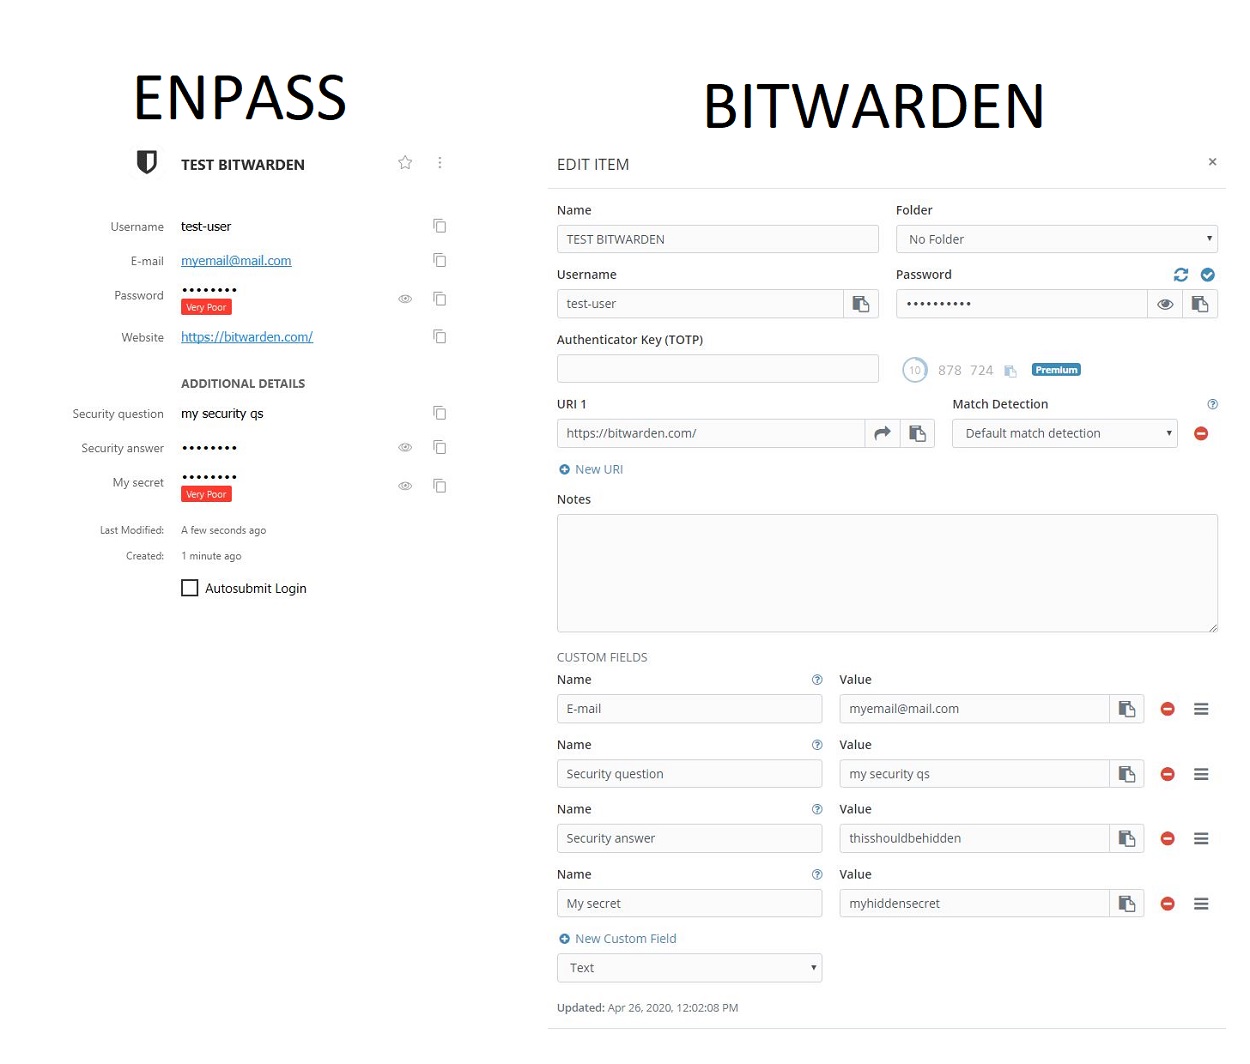 ENPASS
TEST BITWARDEN
Username test-user
E-mail myemail@mail.com
Password ••••••••
Very Poor
Website https://bitwarden.com/
ADDITIONAL DETAILS
Security question my security qs
Security answer ••••••••
My secret ••••••••
Very Poor
Last Modified: A few seconds ago
Created: 1 minute ago
Autosubmit Login
BITWARDEN
EDIT ITEM ×
Name Folder
TEST BITWARDEN No Folder
Username Password
test-user ••••••••••
Authenticator Key (TOTP)
10 878 724 Premium
URI 1 Match Detection
https://bitwarden.com/ Default match detection
New URI
Notes
CUSTOM FIELDS
Name Value
E-mail myemail@mail.com
Name Value
Security question my security qs
Name Value
Security answer thisshouldbehidden
Name Value
My secret myhiddensecret
New Custom Field
Text
Updated: Apr 26, 2020, 12:02:08 PM